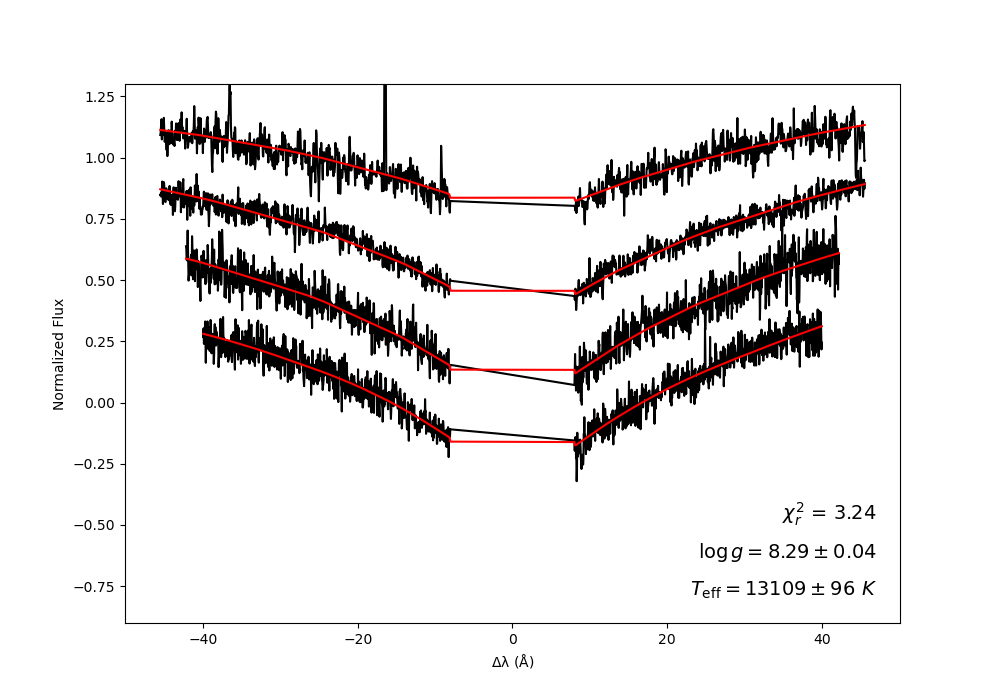 1.25
1.00
0.75
0.50
0.25
0.00
−0.25
−0.50
−0.75
Normalized Flux
χ²ᵣ = 3.24
log g = 8.29 ± 0.04
T_eff = 13109 ± 96 K
−40 −20 0 20 40
Δλ (Å)